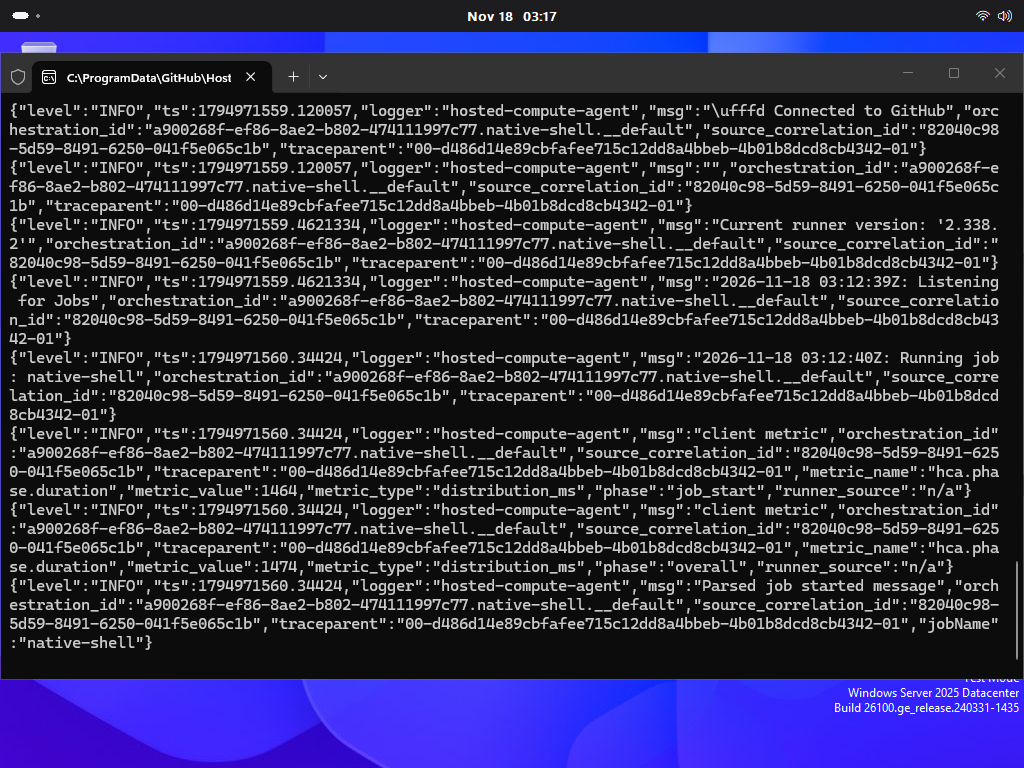 Nov 18  03:17
C:\ProgramData\GitHub\Host
{"level":"INFO","ts":1794971559.120057,"logger":"hosted-compute-agent","msg":"\ufffd Connected to GitHub","orc
hestration_id":"a900268f-ef86-8ae2-b802-474111997c77.native-shell.__default","source_correlation_id":"82040c98
-5d59-8491-6250-041f5e065c1b","traceparent":"00-d486d14e89cbfafee715c12dd8a4bbeb-4b01b8dcd8cb4342-01"}
{"level":"INFO","ts":1794971559.120057,"logger":"hosted-compute-agent","msg":"","orchestration_id":"a900268f-e
f86-8ae2-b802-474111997c77.native-shell.__default","source_correlation_id":"82040c98-5d59-8491-6250-041f5e065c
1b","traceparent":"00-d486d14e89cbfafee715c12dd8a4bbeb-4b01b8dcd8cb4342-01"}
{"level":"INFO","ts":1794971559.4621334,"logger":"hosted-compute-agent","msg":"Current runner version: '2.338.
2'","orchestration_id":"a900268f-ef86-8ae2-b802-474111997c77.native-shell.__default","source_correlation_id":"
82040c98-5d59-8491-6250-041f5e065c1b","traceparent":"00-d486d14e89cbfafee715c12dd8a4bbeb-4b01b8dcd8cb4342-01"}
{"level":"INFO","ts":1794971559.4621334,"logger":"hosted-compute-agent","msg":"2026-11-18 03:12:39Z: Listening
 for Jobs","orchestration_id":"a900268f-ef86-8ae2-b802-474111997c77.native-shell.__default","source_correlatio
n_id":"82040c98-5d59-8491-6250-041f5e065c1b","traceparent":"00-d486d14e89cbfafee715c12dd8a4bbeb-4b01b8dcd8cb43
42-01"}
{"level":"INFO","ts":1794971560.34424,"logger":"hosted-compute-agent","msg":"2026-11-18 03:12:40Z: Running job
: native-shell","orchestration_id":"a900268f-ef86-8ae2-b802-474111997c77.native-shell.__default","source_corre
lation_id":"82040c98-5d59-8491-6250-041f5e065c1b","traceparent":"00-d486d14e89cbfafee715c12dd8a4bbeb-4b01b8dcd
8cb4342-01"}
{"level":"INFO","ts":1794971560.34424,"logger":"hosted-compute-agent","msg":"client metric","orchestration_id"
:"a900268f-ef86-8ae2-b802-474111997c77.native-shell.__default","source_correlation_id":"82040c98-5d59-8491-625
0-041f5e065c1b","traceparent":"00-d486d14e89cbfafee715c12dd8a4bbeb-4b01b8dcd8cb4342-01","metric_name":"hca.pha
se.duration","metric_value":1464,"metric_type":"distribution_ms","phase":"job_start","runner_source":"n/a"}
{"level":"INFO","ts":1794971560.34424,"logger":"hosted-compute-agent","msg":"client metric","orchestration_id"
:"a900268f-ef86-8ae2-b802-474111997c77.native-shell.__default","source_correlation_id":"82040c98-5d59-8491-625
0-041f5e065c1b","traceparent":"00-d486d14e89cbfafee715c12dd8a4bbeb-4b01b8dcd8cb4342-01","metric_name":"hca.pha
se.duration","metric_value":1474,"metric_type":"distribution_ms","phase":"overall","runner_source":"n/a"}
{"level":"INFO","ts":1794971560.34424,"logger":"hosted-compute-agent","msg":"Parsed job started message","orch
estration_id":"a900268f-ef86-8ae2-b802-474111997c77.native-shell.__default","source_correlation_id":"82040c98-
5d59-8491-6250-041f5e065c1b","traceparent":"00-d486d14e89cbfafee715c12dd8a4bbeb-4b01b8dcd8cb4342-01","jobName"
:"native-shell"}
Test Mode
Windows Server 2025 Datacenter
Build 26100.ge_release.240331-1435